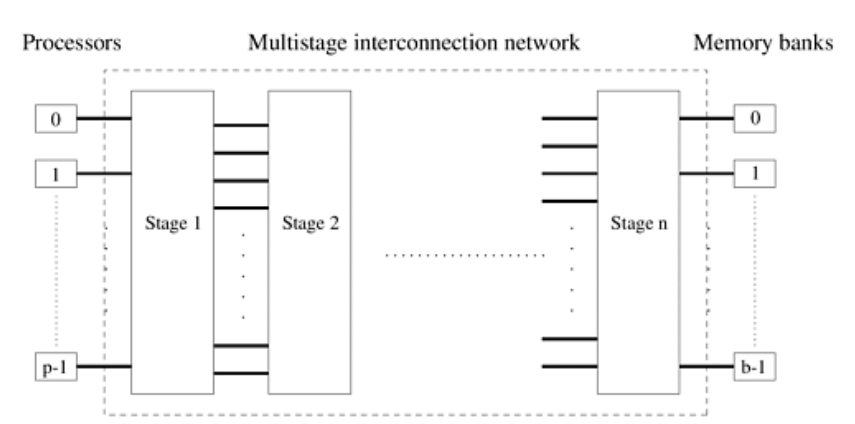 Processors Multistage interconnection network Memory banks
0 0
1 1
Stage 1 Stage 2 Stage n
p-1 b-1